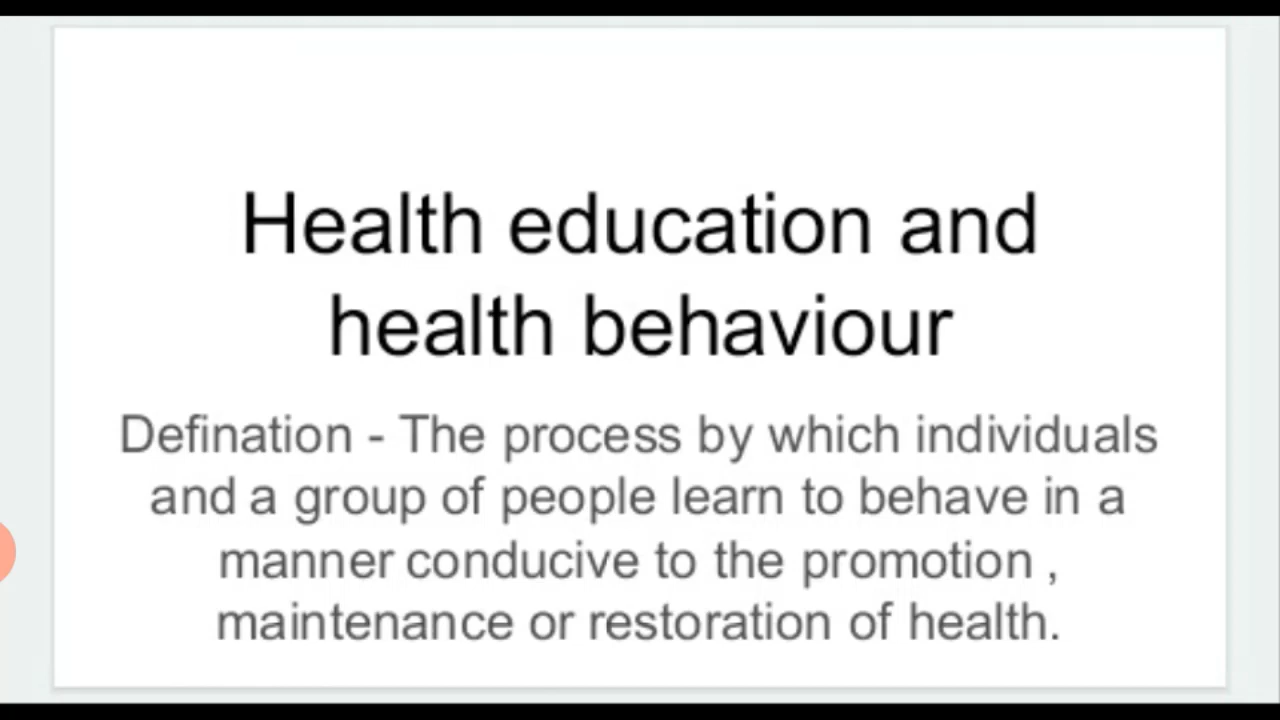 Health education and
health behaviour
Defination - The process by which individuals
and a group of people learn to behave in a
manner conducive to the promotion ,
maintenance or restoration of health.